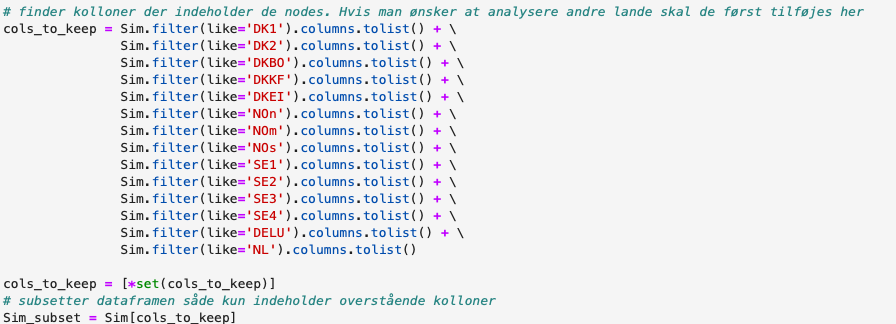 # finder kolloner der indeholder de nodes. Hvis man ønsker at analysere andre lande skal de først tilføjes her
cols_to_keep = Sim.filter(like='DK1').columns.tolist() + \
               Sim.filter(like='DK2').columns.tolist() + \
               Sim.filter(like='DKBO').columns.tolist() + \
               Sim.filter(like='DKKF').columns.tolist() + \
               Sim.filter(like='DKEI').columns.tolist() + \
               Sim.filter(like='NOn').columns.tolist() + \
               Sim.filter(like='NOm').columns.tolist() + \
               Sim.filter(like='NOs').columns.tolist() + \
               Sim.filter(like='SE1').columns.tolist() + \
               Sim.filter(like='SE2').columns.tolist() + \
               Sim.filter(like='SE3').columns.tolist() + \
               Sim.filter(like='SE4').columns.tolist() + \
               Sim.filter(like='DELU').columns.tolist() + \
               Sim.filter(like='NL').columns.tolist()

cols_to_keep = [*set(cols_to_keep)]
# subsetter dataframen både kun indeholder overstående kolloner
Sim_subset = Sim[cols_to_keep]